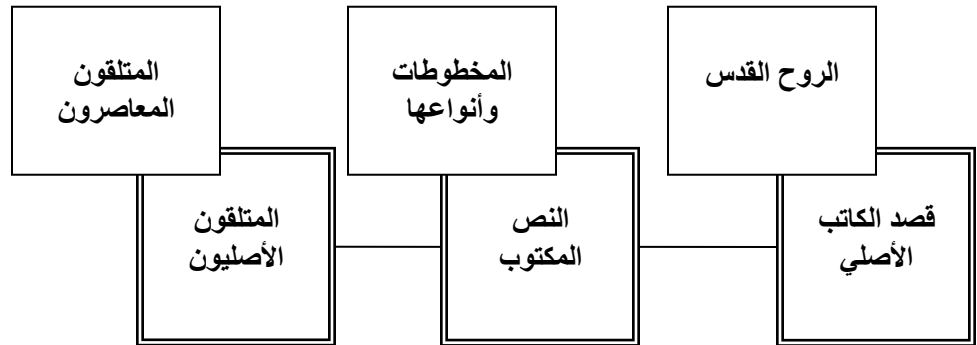 الروح القدس
المخطوطات
وأنواعها
المتلقون
المعاصرون
قصد الكاتب
الأصلي
النص
المكتوب
المتلقون
الأصليون